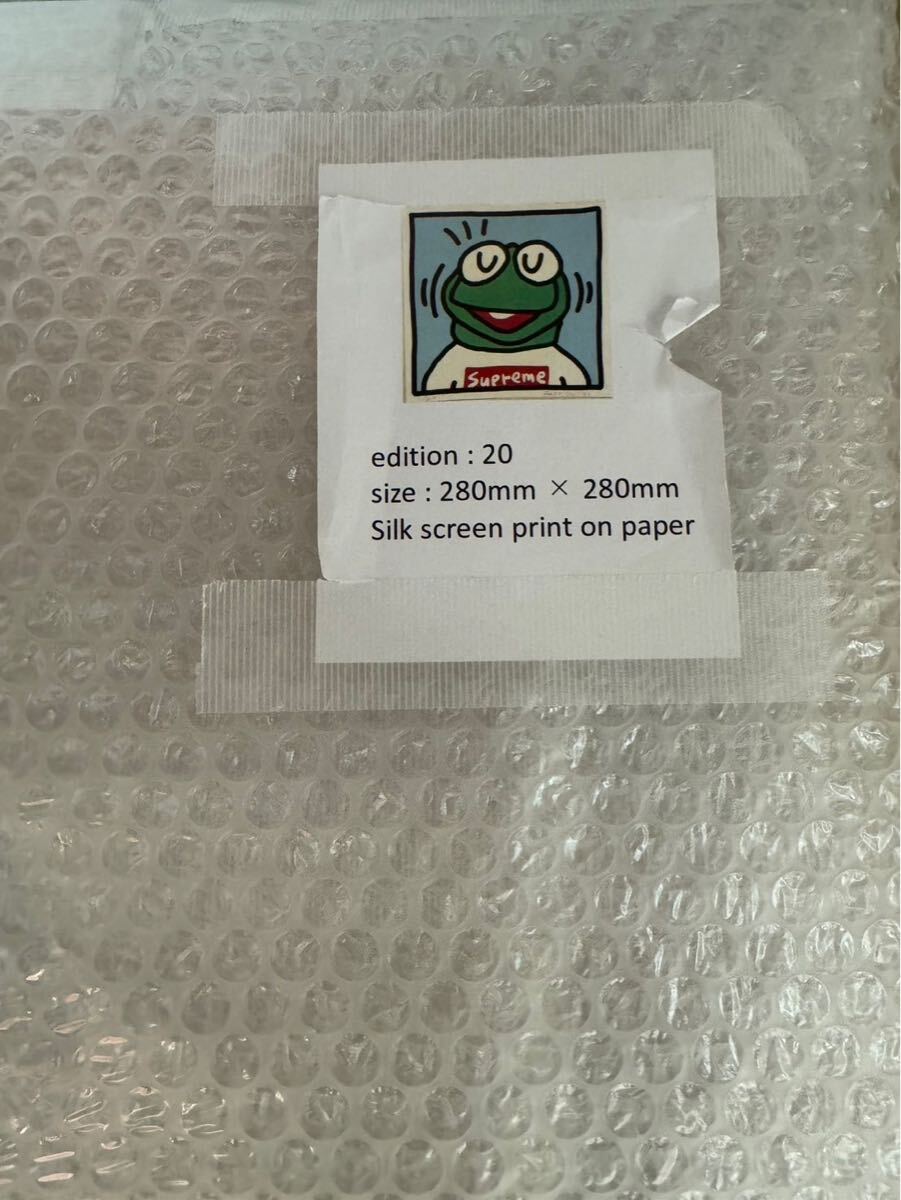 Supreme
edition : 20
size : 280mm × 280mm
Silk screen print on paper